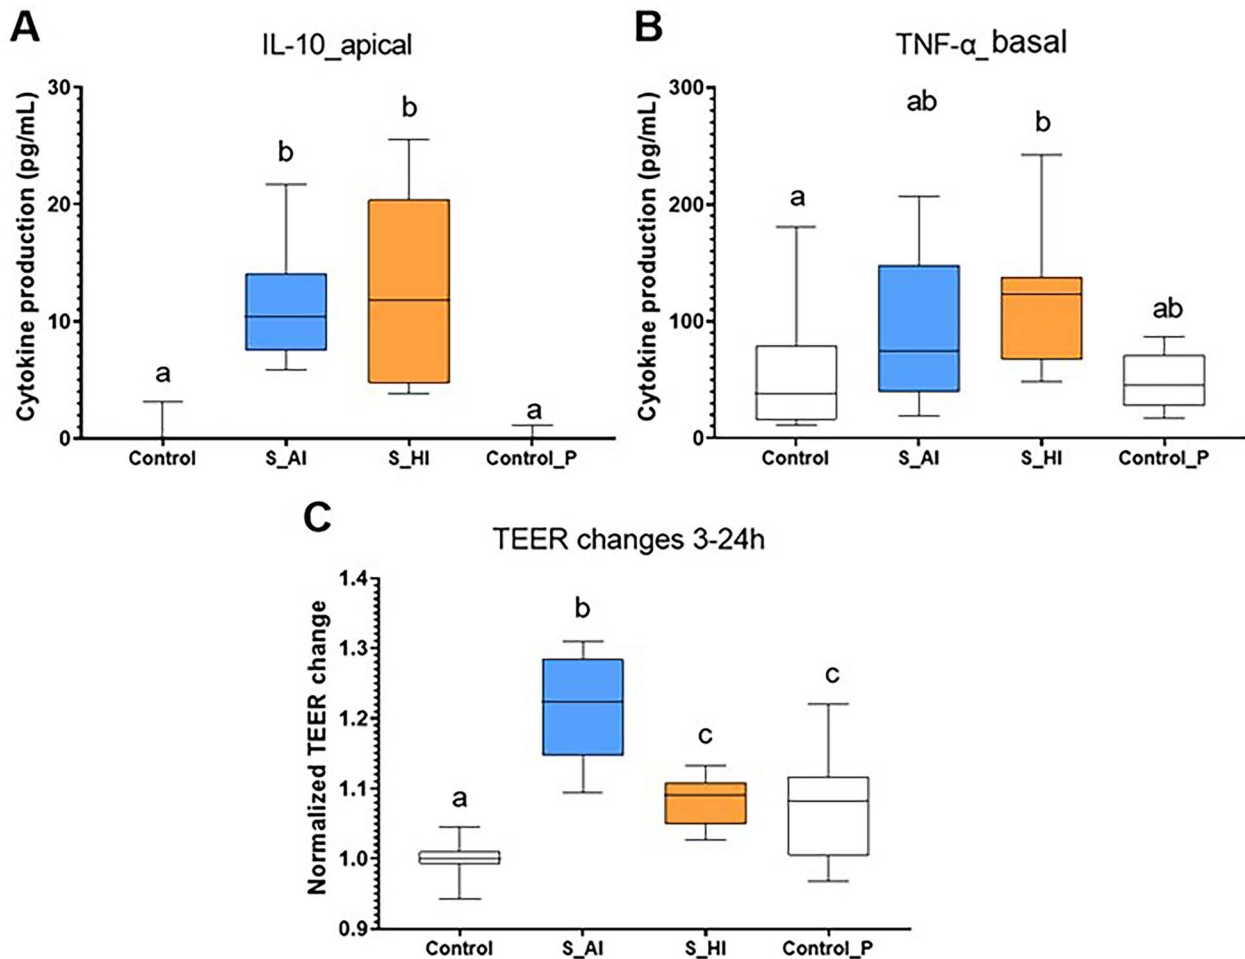 A
IL-10_apical
Cytokine production (pg/mL)
30
20
10
0
a
b
b
a
Control
S_AI
S_HI
Control_P
B
TNF-α_basal
Cytokine production (pg/mL)
300
200
100
0
a
ab
b
ab
Control
S_AI
S_HI
Control_P
C
TEER changes 3-24h
Normalized TEER change
1.4
1.3
1.2
1.1
1.0
0.9
a
b
c
c
Control
S_AI
S_HI
Control_P